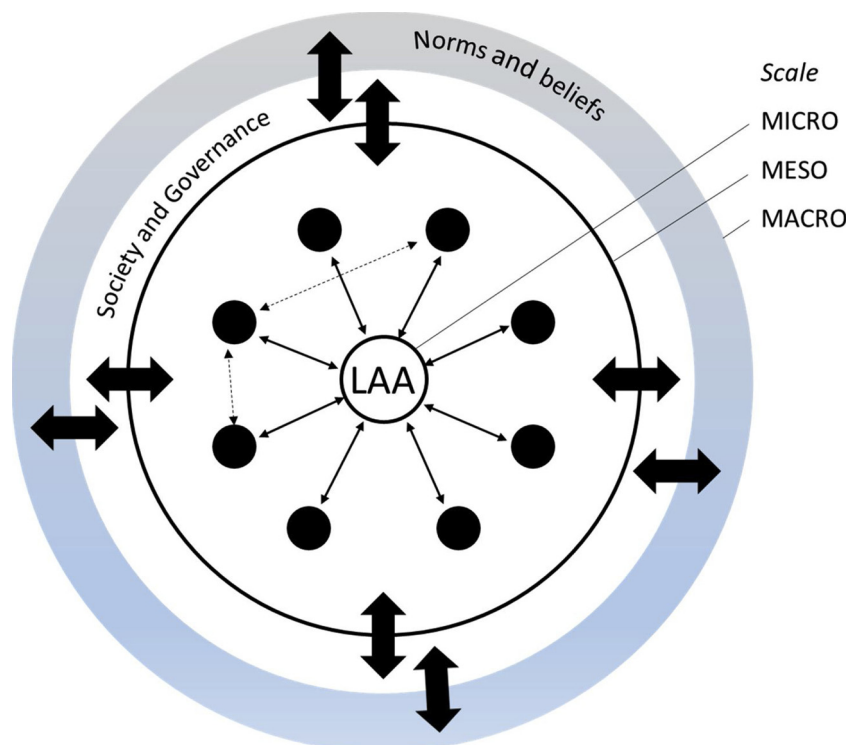 Norms and beliefs
Society and Governance
Scale
MICRO
MESO
MACRO
LAA